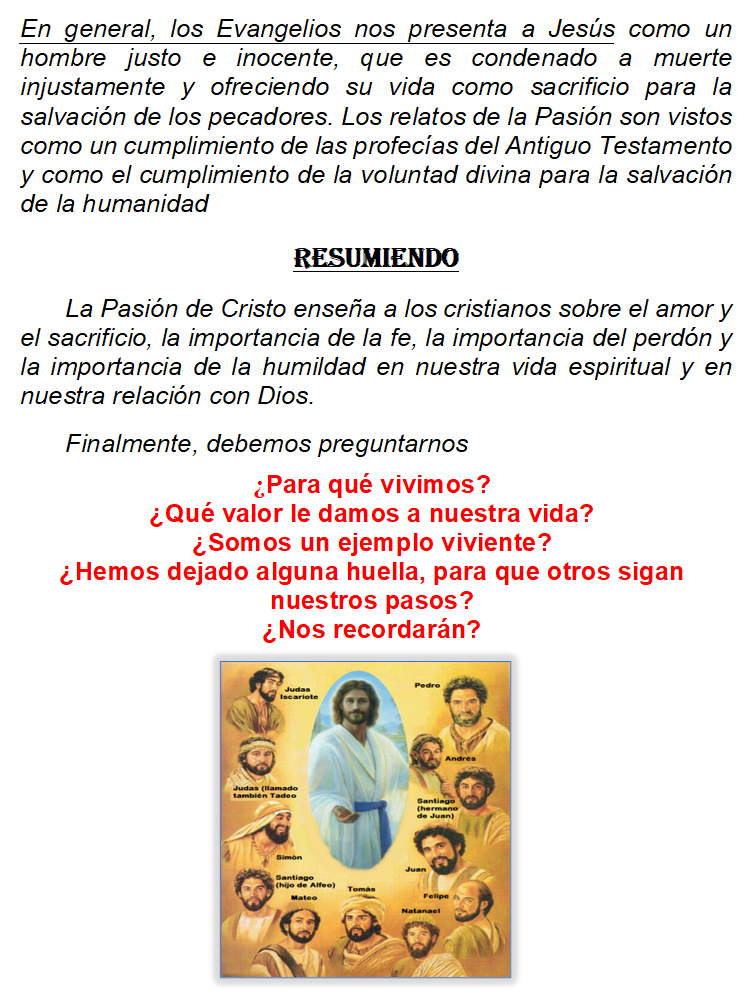 En general, los Evangelios nos presenta a Jesús como un
hombre justo e inocente, que es condenado a muerte
injustamente y ofreciendo su vida como sacrificio para la
salvación de los pecadores. Los relatos de la Pasión son vistos
como un cumplimiento de las profecías del Antiguo Testamento
y como el cumplimiento de la voluntad divina para la salvación
de la humanidad
RESUMIENDO
La Pasión de Cristo enseña a los cristianos sobre el amor y
el sacrificio, la importancia de la fe, la importancia del perdón y
la importancia de la humildad en nuestra vida espiritual y en
nuestra relación con Dios.
Finalmente, debemos preguntarnos
¿Para qué vivimos?
¿Qué valor le damos a nuestra vida?
¿Somos un ejemplo viviente?
¿Hemos dejado alguna huella, para que otros sigan
nuestros pasos?
¿Nos recordarán?
Judas
Iscariote
Pedro
Andrés
Judas (llamado
también Tadeo
Santiago
(hermano
de Juan)
Simón
Juan
Santiago
(hijo de Alfeo)
Mateo
Tomás
Felipe
Natanael